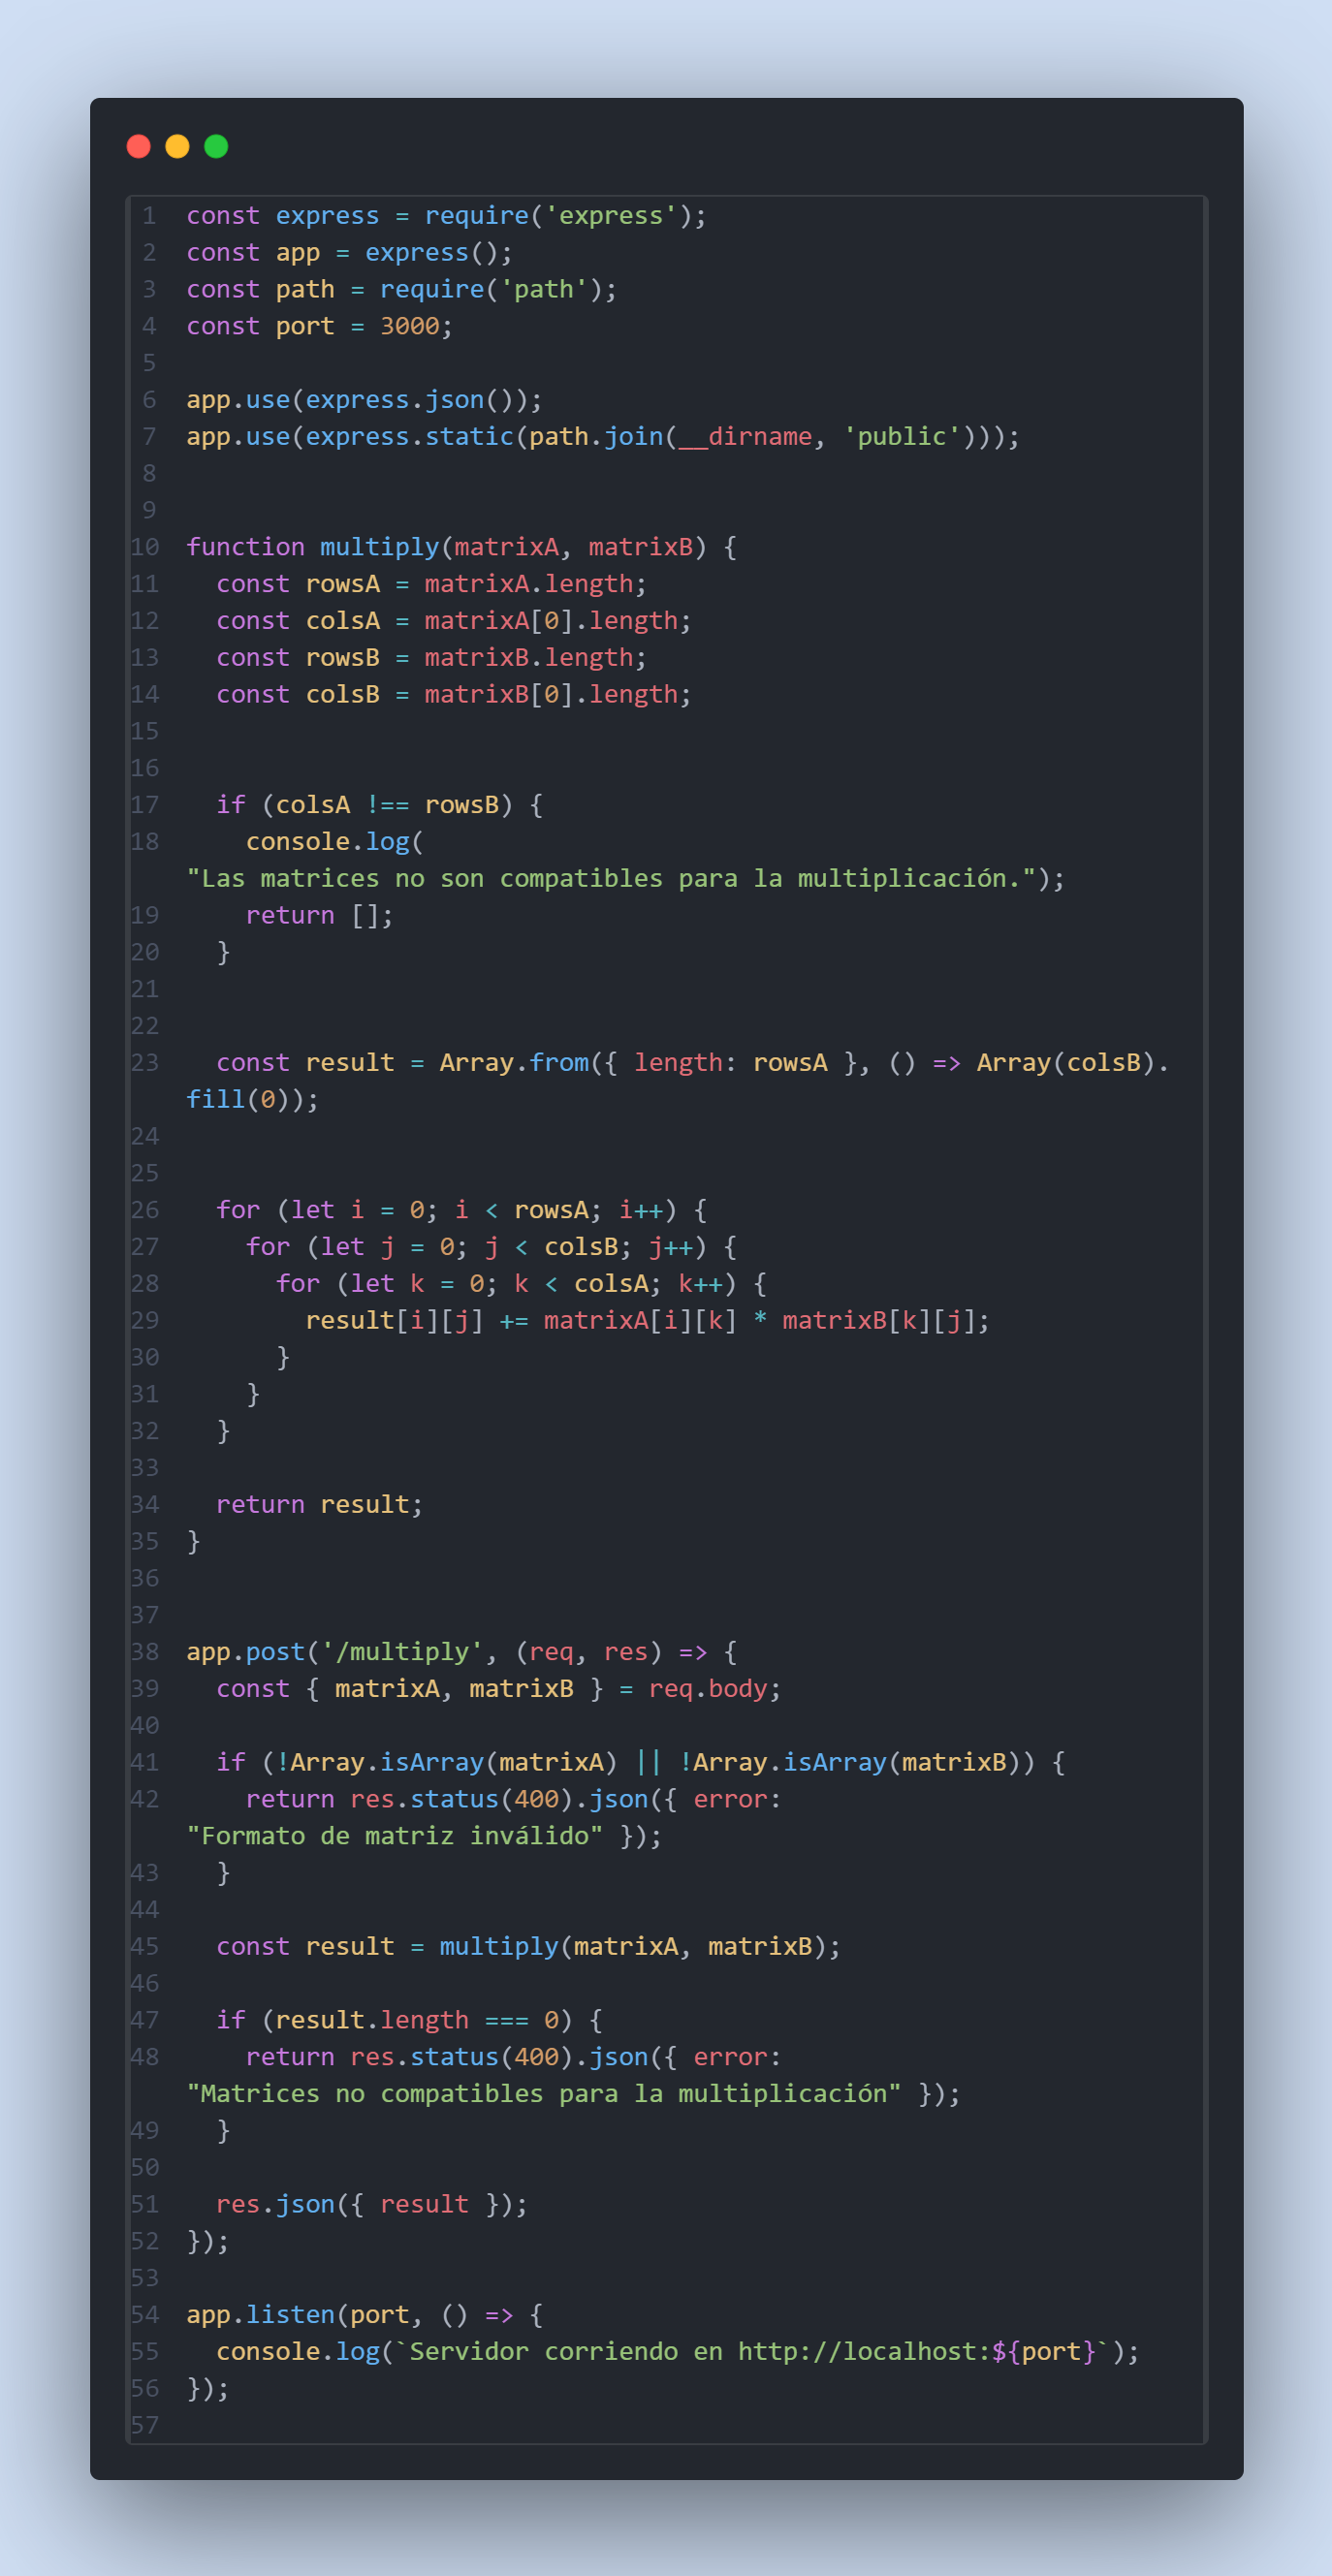 1 const express = require('express');
2 const app = express();
3 const path = require('path');
4 const port = 3000;
5
6 app.use(express.json());
7 app.use(express.static(path.join(__dirname, 'public')));
8
9
10 function multiply(matrixA, matrixB) {
11   const rowsA = matrixA.length;
12   const colsA = matrixA[0].length;
13   const rowsB = matrixB.length;
14   const colsB = matrixB[0].length;
15
16
17   if (colsA !== rowsB) {
18     console.log(
"Las matrices no son compatibles para la multiplicación.");
19     return [];
20   }
21
22
23   const result = Array.from({ length: rowsA }, () => Array(colsB).
fill(0));
24
25
26   for (let i = 0; i < rowsA; i++) {
27     for (let j = 0; j < colsB; j++) {
28       for (let k = 0; k < colsA; k++) {
29         result[i][j] += matrixA[i][k] * matrixB[k][j];
30       }
31     }
32   }
33
34   return result;
35 }
36
37
38 app.post('/multiply', (req, res) => {
39   const { matrixA, matrixB } = req.body;
40
41   if (!Array.isArray(matrixA) || !Array.isArray(matrixB)) {
42     return res.status(400).json({ error:
"Formato de matriz inválido" });
43   }
44
45   const result = multiply(matrixA, matrixB);
46
47   if (result.length === 0) {
48     return res.status(400).json({ error:
"Matrices no compatibles para la multiplicación" });
49   }
50
51   res.json({ result });
52 });
53
54 app.listen(port, () => {
55   console.log(`Servidor corriendo en http://localhost:${port}`);
56 });
57